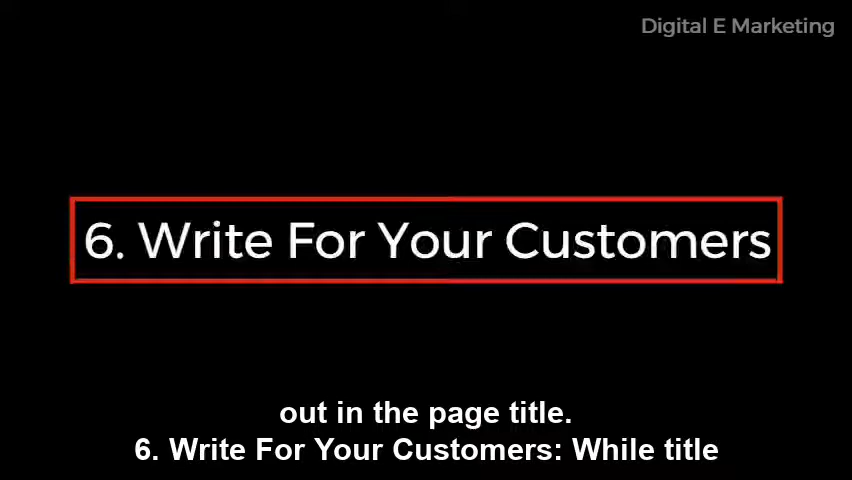 Digital E Marketing
6. Write For Your Customers
out in the page title.
6. Write For Your Customers: While title